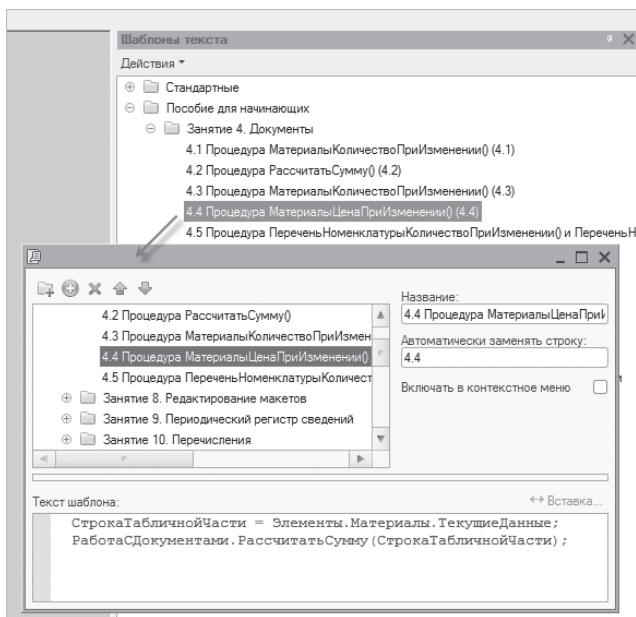 Шаблоны текста
Действия
Стандартные
Пособие для начинающих
Занятие 4. Документы
4.1 Процедура МатериалыКоличествоПриИзменении() (4.1)
4.2 Процедура РассчитатьСумму() (4.2)
4.3 Процедура МатериалыКоличествоПриИзменении() (4.3)
4.4 Процедура МатериалыЦенаПриИзменении() (4.4)
4.5 Процедура ПереченьНоменклатурыКоличествоПриИзменении() и ПереченьН
4.2 Процедура РассчитатьСумму()
4.3 Процедура МатериалыКоличествоПриИзмен
4.4 Процедура МатериалыЦенаПриИзменении()
4.5 Процедура ПереченьНоменклатурыКоличест
Занятие 8. Редактирование макетов
Занятие 9. Периодический регистр сведений
Занятие 10. Перечисления
Название:
4.4 Процедура МатериалыЦенаПриИ
Автоматически заменять строку:
4.4
Включать в контекстное меню
Текст шаблона:
Вставка...
СтрокаТабличнойЧасти = Элементы.Материалы.ТекущиеДанные;
РаботаСДокументами.РассчитатьСумму(СтрокаТабличнойЧасти);